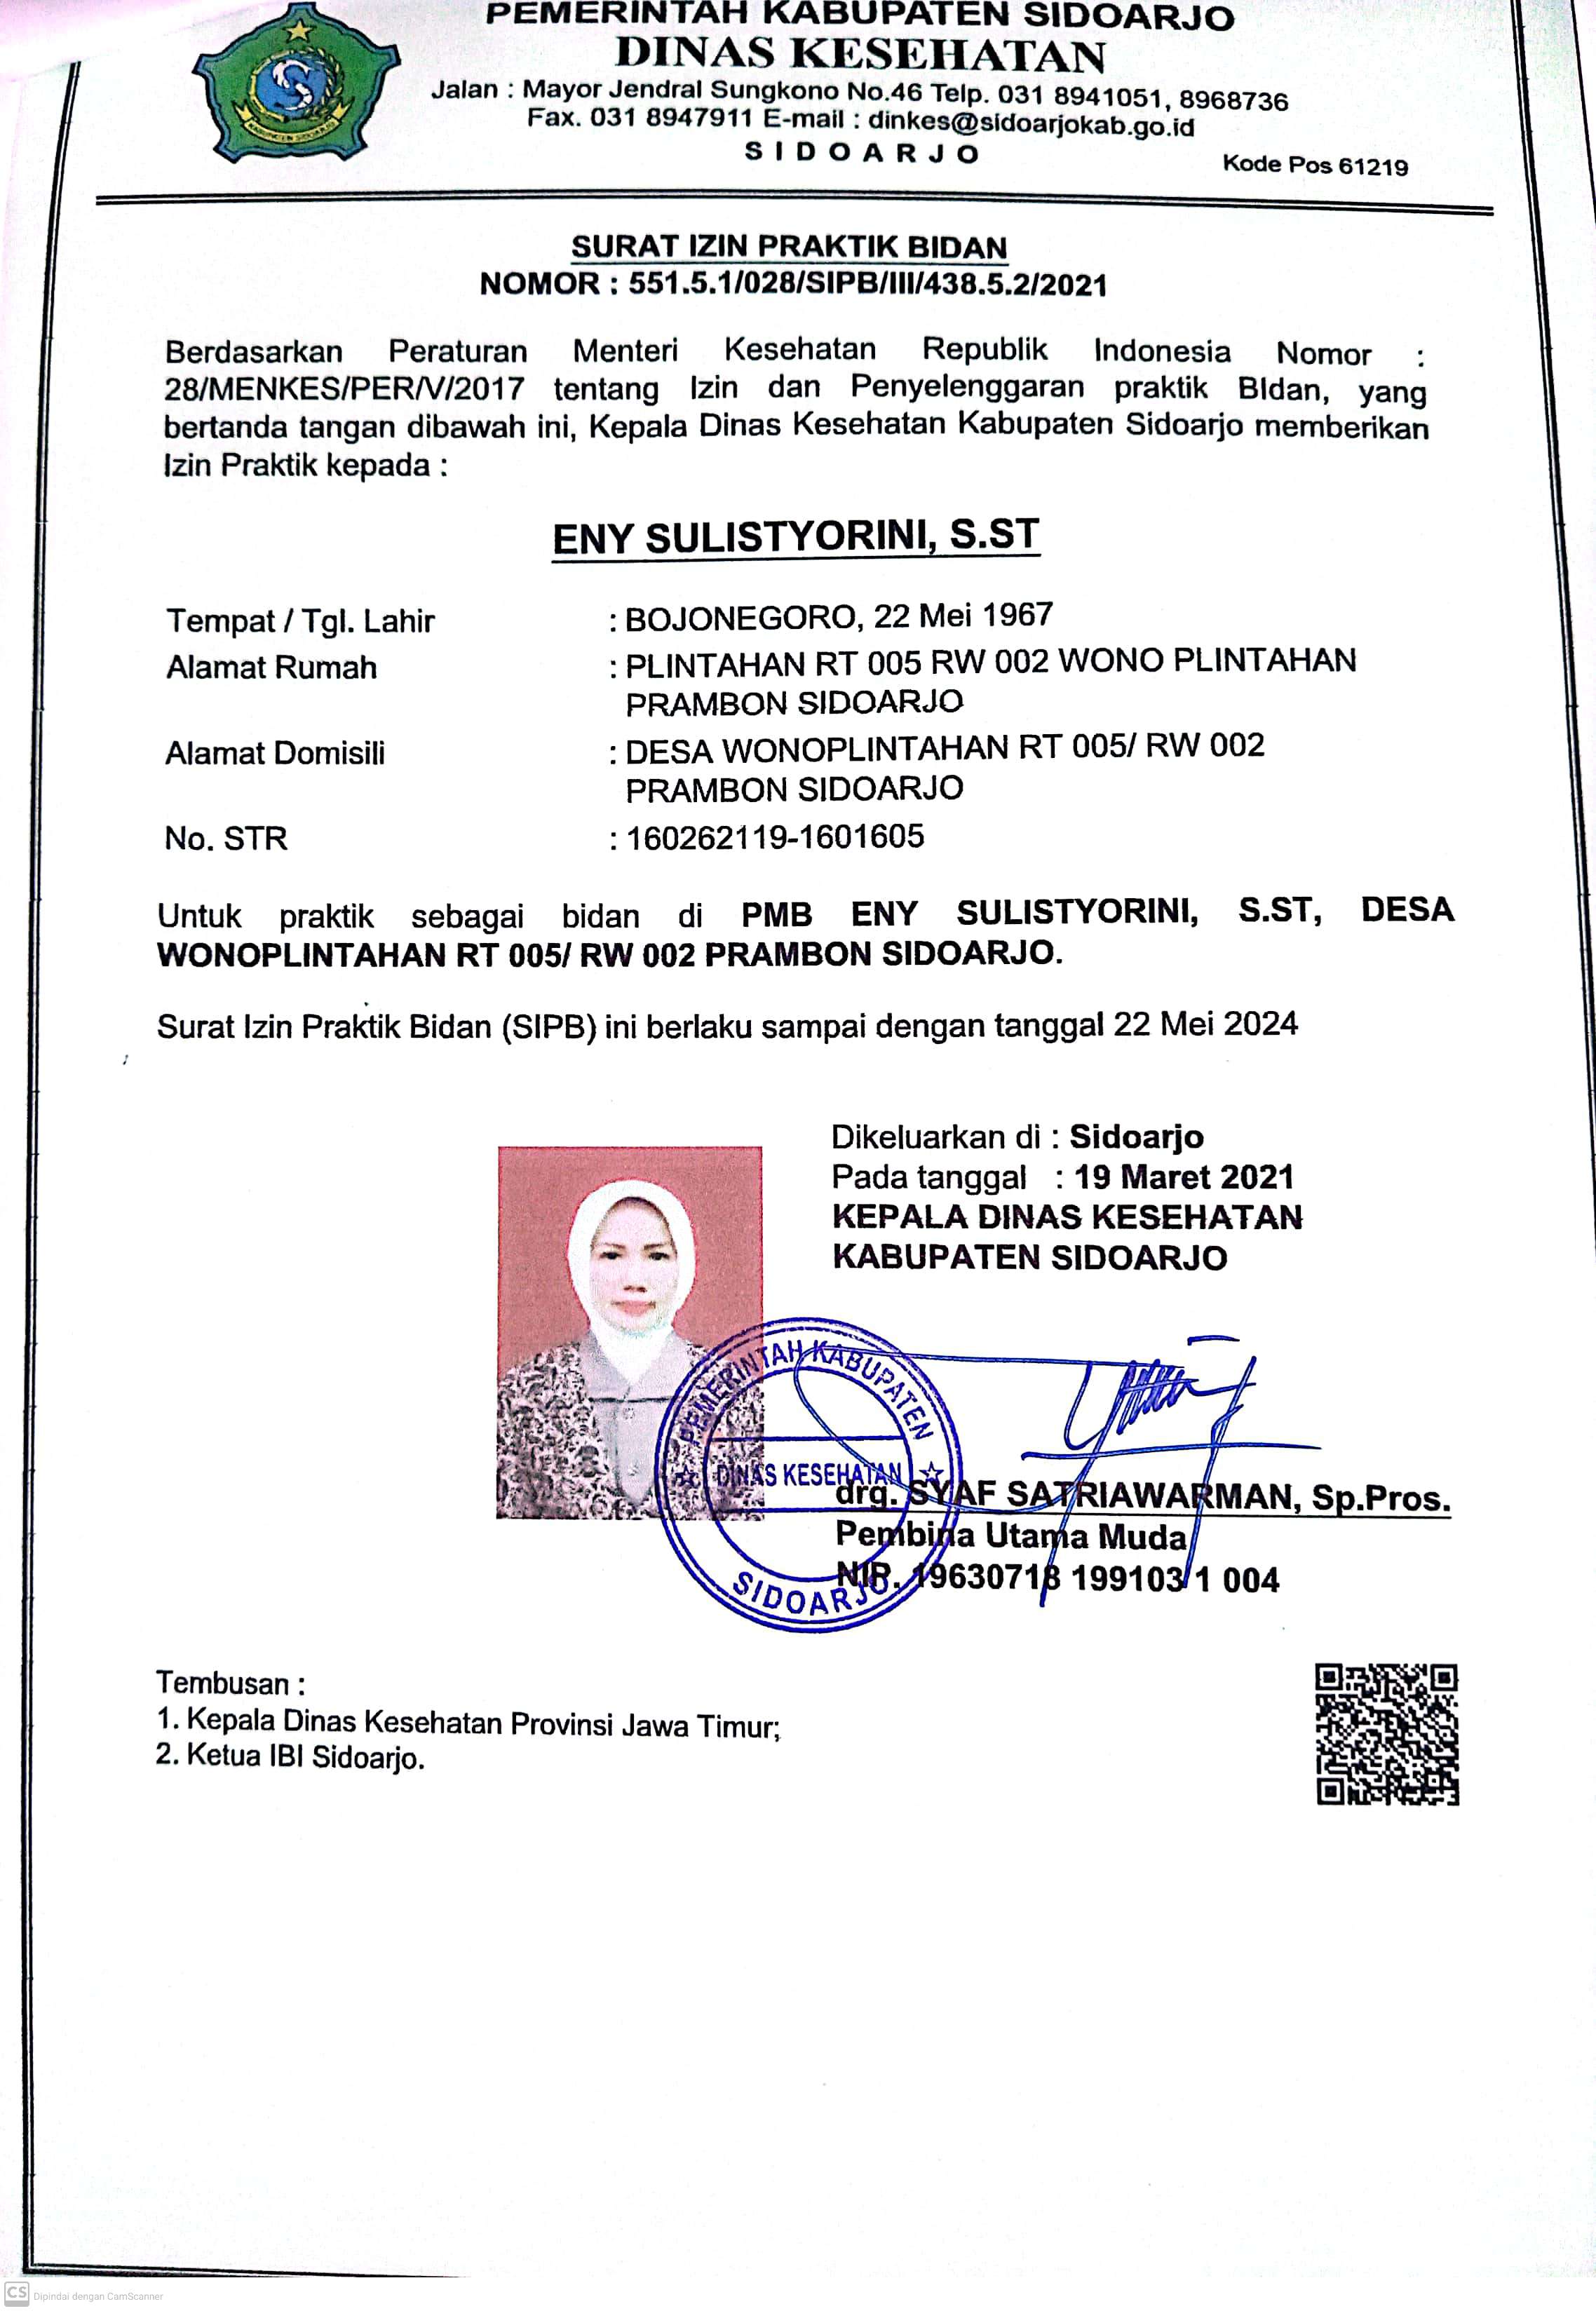 PEMERINTAH KABUPATEN SIDOARJO
DINAS KESEHATAN
Jalan : Mayor Jendral Sungkono No.46 Telp. 031 8941051, 8968736
Fax. 031 8947911 E-mail : dinkes@sidoarjokab.go.id
S I D O A R J O
Kode Pos 61219
KABUPATEN SIDOARJO
SURAT IZIN PRAKTIK BIDAN
NOMOR : 551.5.1/028/SIPB/III/438.5.2/2021
Berdasarkan Peraturan Menteri Kesehatan Republik Indonesia Nomor :
28/MENKES/PER/V/2017 tentang Izin dan Penyelenggaran praktik BIdan, yang
bertanda tangan dibawah ini, Kepala Dinas Kesehatan Kabupaten Sidoarjo memberikan
Izin Praktik kepada :
ENY SULISTYORINI, S.ST
Tempat / Tgl. Lahir : BOJONEGORO, 22 Mei 1967
Alamat Rumah : PLINTAHAN RT 005 RW 002 WONO PLINTAHAN
PRAMBON SIDOARJO
Alamat Domisili : DESA WONOPLINTAHAN RT 005/ RW 002
PRAMBON SIDOARJO
No. STR : 160262119-1601605
Untuk praktik sebagai bidan di PMB ENY SULISTYORINI, S.ST, DESA
WONOPLINTAHAN RT 005/ RW 002 PRAMBON SIDOARJO.
Surat Izin Praktik Bidan (SIPB) ini berlaku sampai dengan tanggal 22 Mei 2024
Dikeluarkan di : Sidoarjo
Pada tanggal : 19 Maret 2021
KEPALA DINAS KESEHATAN
KABUPATEN SIDOARJO
PEMERINTAH KABUPATEN
DINAS KESEHATAN
SIDOARJO
drg. SYAF SATRIAWARMAN, Sp.Pros.
Pembina Utama Muda
NIP. 19630718 199103 1 004
Tembusan :
1. Kepala Dinas Kesehatan Provinsi Jawa Timur;
2. Ketua IBI Sidoarjo.
CS Dipindai dengan CamScanner